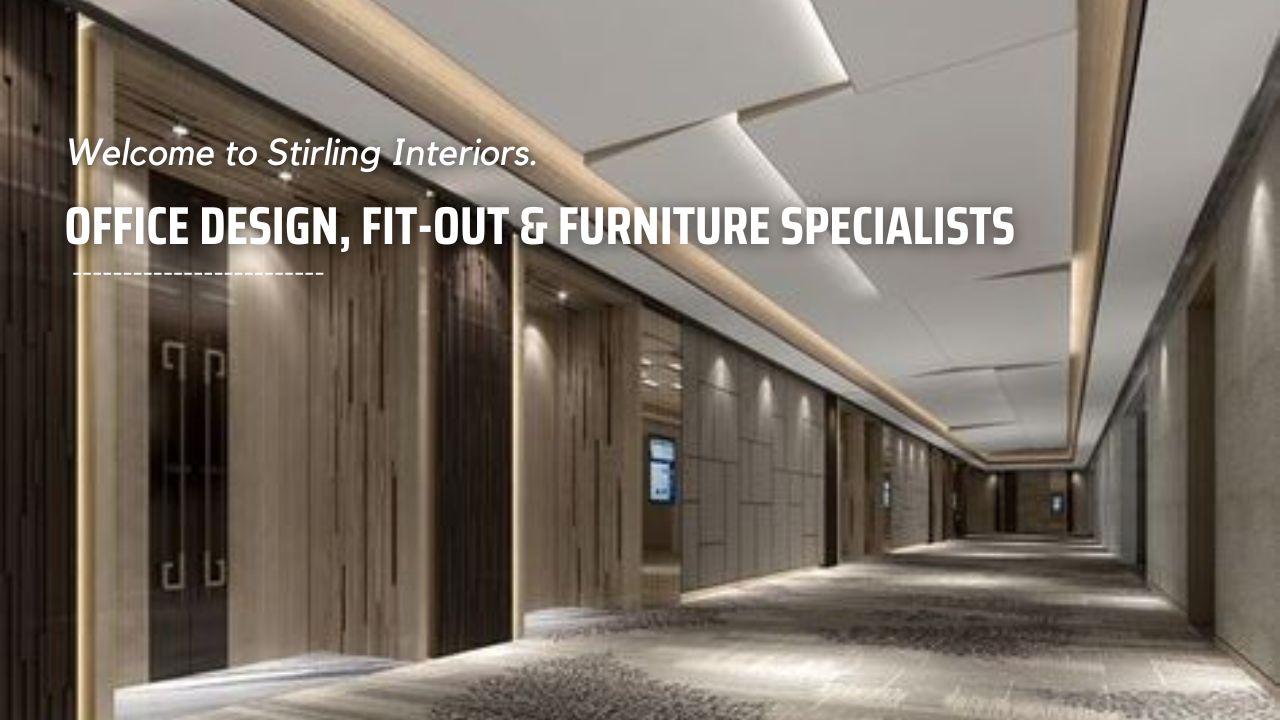 Welcome to Stirling Interiors.
OFFICE DESIGN, FIT-OUT & FURNITURE SPECIALISTS
-------------------------